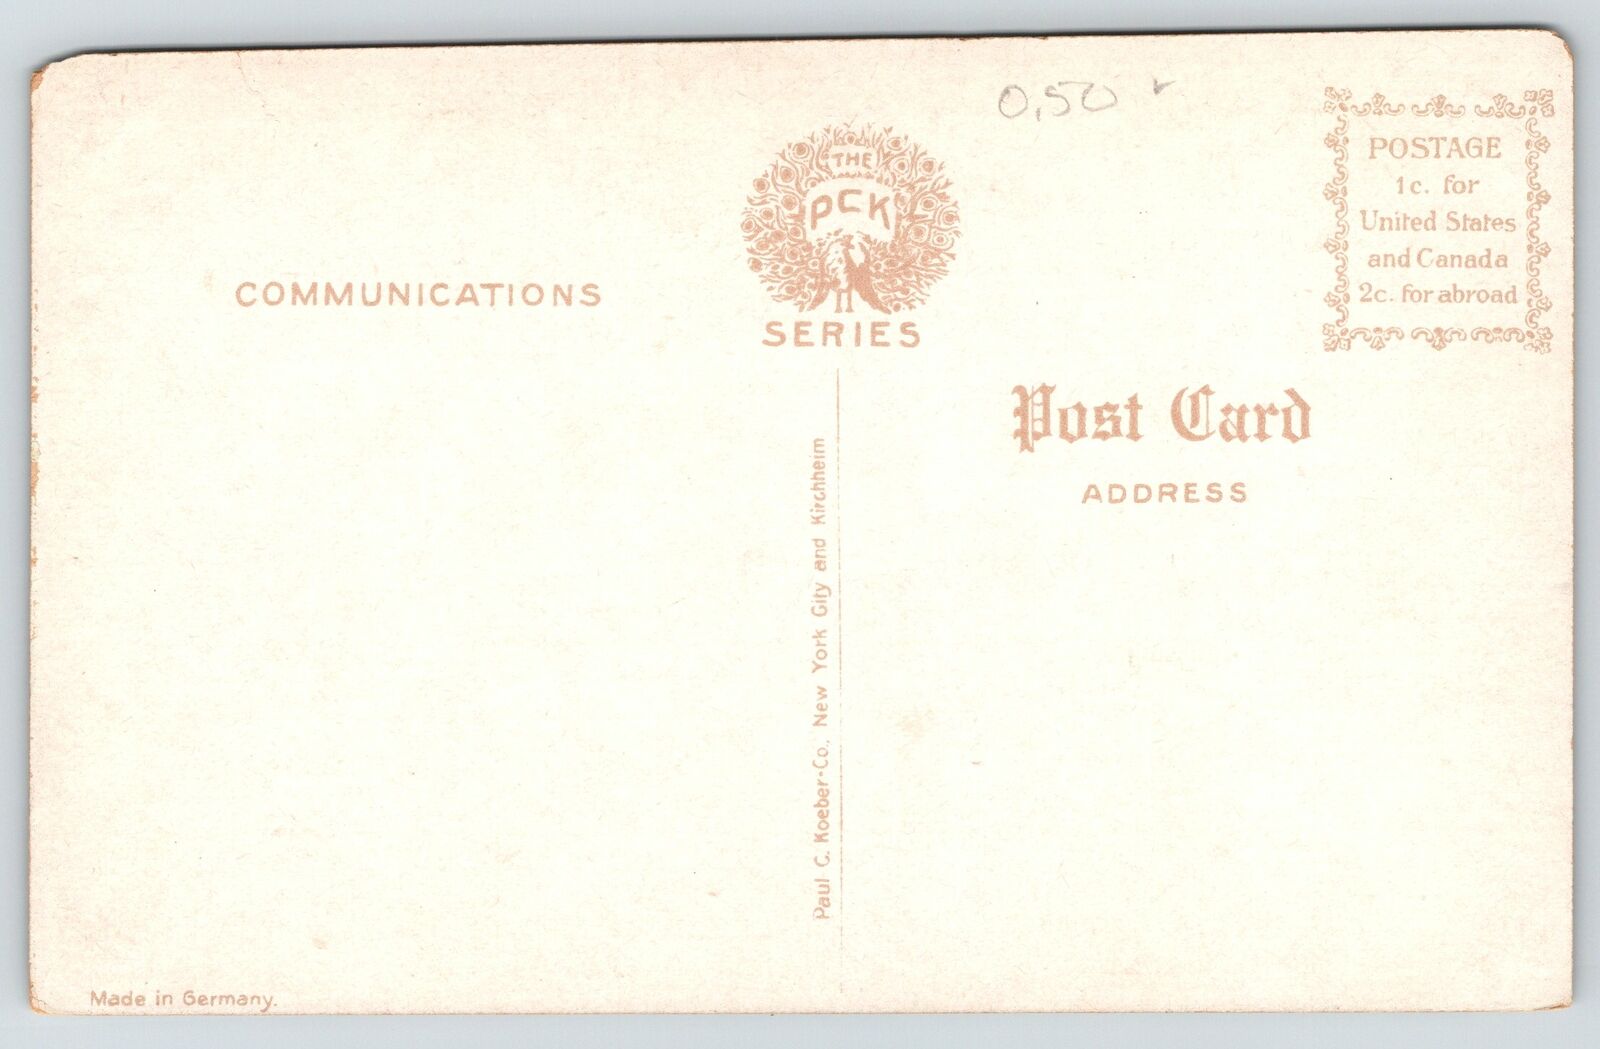 0,50
THE
PCK
SERIES
POSTAGE
1c. for
United States
and Canada
2c. for abroad
COMMUNICATIONS
Post Card
ADDRESS
Paul C. Koeber-Co., New York City and Kirchheim
Made in Germany.